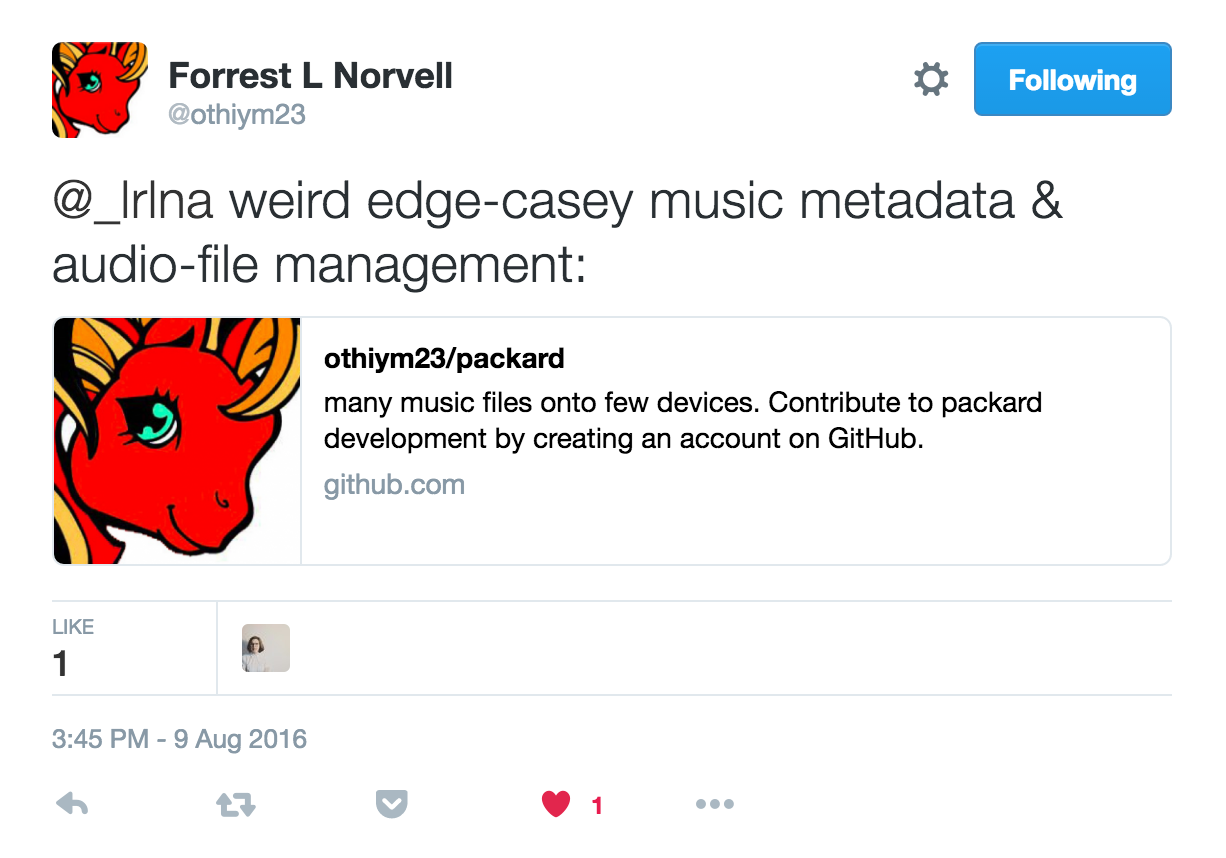 Forrest L Norvell
@othiym23
Following
@_lrlna weird edge-casey music metadata &
audio-file management:
othiym23/packard
many music files onto few devices. Contribute to packard
development by creating an account on GitHub.
github.com
LIKE
1
3:45 PM - 9 Aug 2016
1